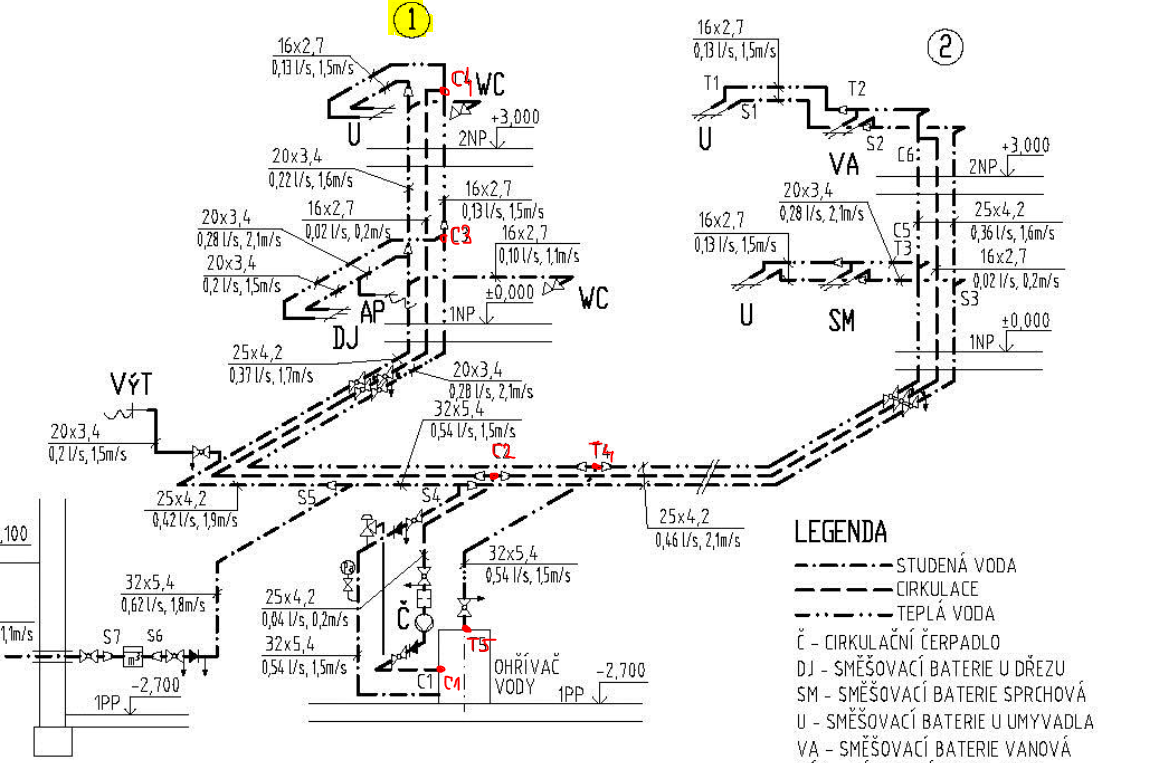 1
2
16x2,7
0,13 l/s, 1,5m/s
C4
WC
U
+3,000
2NP
20x3,4
0,22 l/s, 1,6m/s
16x2,7
0,13 l/s, 1,5m/s
16x2,7
0,02 l/s, 0,2m/s
20x3,4
0,28 l/s, 2,1m/s
C3
16x2,7
0,10 l/s, 1,1m/s
20x3,4
0,2 l/s, 1,5m/s
AP
WC
DJ
±0,000
1NP
25x4,2
0,37 l/s, 1,7m/s
20x3,4
0,28 l/s, 2,1m/s
VýT
20x3,4
0,2 l/s, 1,5m/s
32x5,4
0,54 l/s, 1,5m/s
C2
T4
25x4,2
0,42 l/s, 1,9m/s
S5
S4
25x4,2
0,46 l/s, 2,1m/s
16x2,7
0,13 l/s, 1,5m/s
T1
S1
T2
S2
U
VA
C6
+3,000
2NP
20x3,4
0,28 l/s, 2,1m/s
25x4,2
0,36 l/s, 1,6m/s
16x2,7
0,13 l/s, 1,5m/s
C5
T3
16x2,7
0,02 l/s, 0,2m/s
S3
U
SM
±0,000
1NP
,100
1,1m/s
32x5,4
0,62 l/s, 1,8m/s
S7
S6
m³
-2,700
1PP
25x4,2
0,04 l/s, 0,2m/s
32x5,4
0,54 l/s, 1,5m/s
Č
32x5,4
0,54 l/s, 1,5m/s
T5
C1
C1
OHŘÍVAČ
VODY
-2,700
1PP
LEGENDA
STUDENÁ VODA
CIRKULACE
TEPLÁ VODA
Č - CIRKULAČNÍ ČERPADLO
DJ - SMĚŠOVACÍ BATERIE U DŘEZU
SM - SMĚŠOVACÍ BATERIE SPRCHOVÁ
U - SMĚŠOVACÍ BATERIE U UMYVADLA
VA - SMĚŠOVACÍ BATERIE VANOVÁ